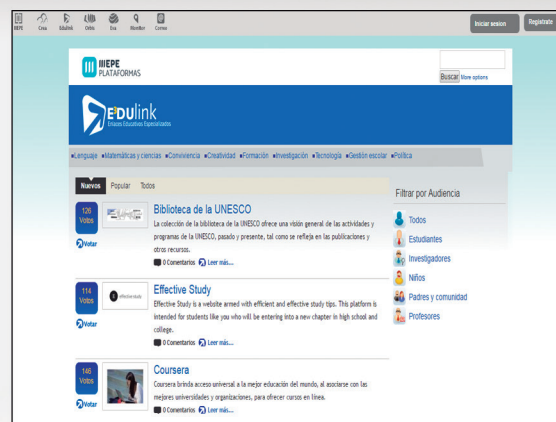 IIEPE Crea Edulink Orbis Eva Monitor Correo
Iniciar sesion Registrate
IIIEPE
PLATAFORMAS
Buscar More options
EDUlink
Enlaces Educativos Especializados
Lenguaje Matemáticas y ciencias Convivencia Creatividad Formación Investigación Tecnología Gestión escolar Política
Nuevos Popular Todos
126
Votos
Votar
Biblioteca de la UNESCO
La colección de la biblioteca de la UNESCO ofrece una visión general de las actividades y
programas de la UNESCO, pasado y presente, tal como se refleja en las publicaciones y
otros recursos.
0 Comentarios Leer más...
114
Votos
Votar
effective study
Effective Study
Effective Study is a website armed with efficient and effective study tips. This platform is
intended for students like you who will be entering into a new chapter in high school and
college.
0 Comentarios Leer más...
146
Votos
Votar
Coursera
Coursera brinda acceso universal a la mejor educación del mundo, al asociarse con las
mejores universidades y organizaciones, para ofrecer cursos en línea.
0 Comentarios Leer más...
Filtrar por Audiencia
Todos
Estudiantes
Investigadores
Niños
Padres y comunidad
Profesores